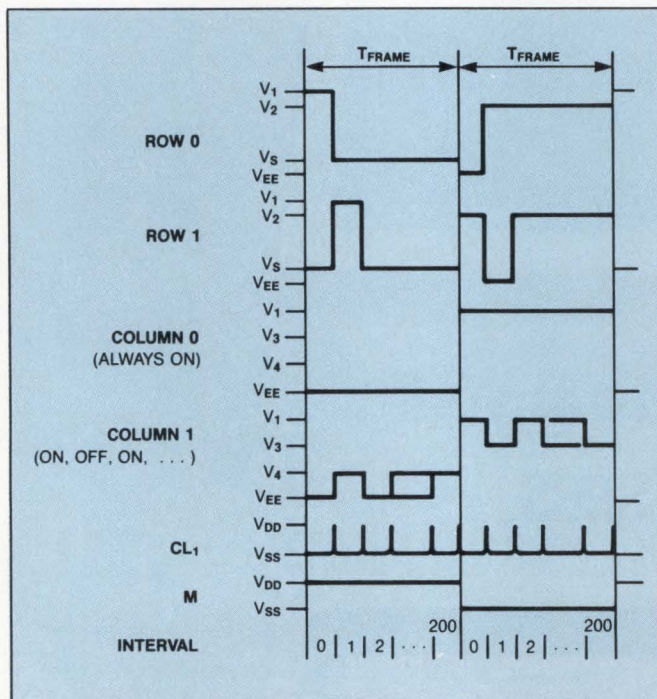 TFRAME TFRAME
V1
V2
ROW 0
VS
VEE
V1
V2
ROW 1
VS
VEE
V1
COLUMN 0 V3
(ALWAYS ON)
V4
VEE
V1
COLUMN 1 V3
(ON, OFF, ON, . . . ) V4
VEE
VDD
CL1
VSS
VDD
M
VSS
200 200
INTERVAL 0 1 2 ... 0 1 2 ...